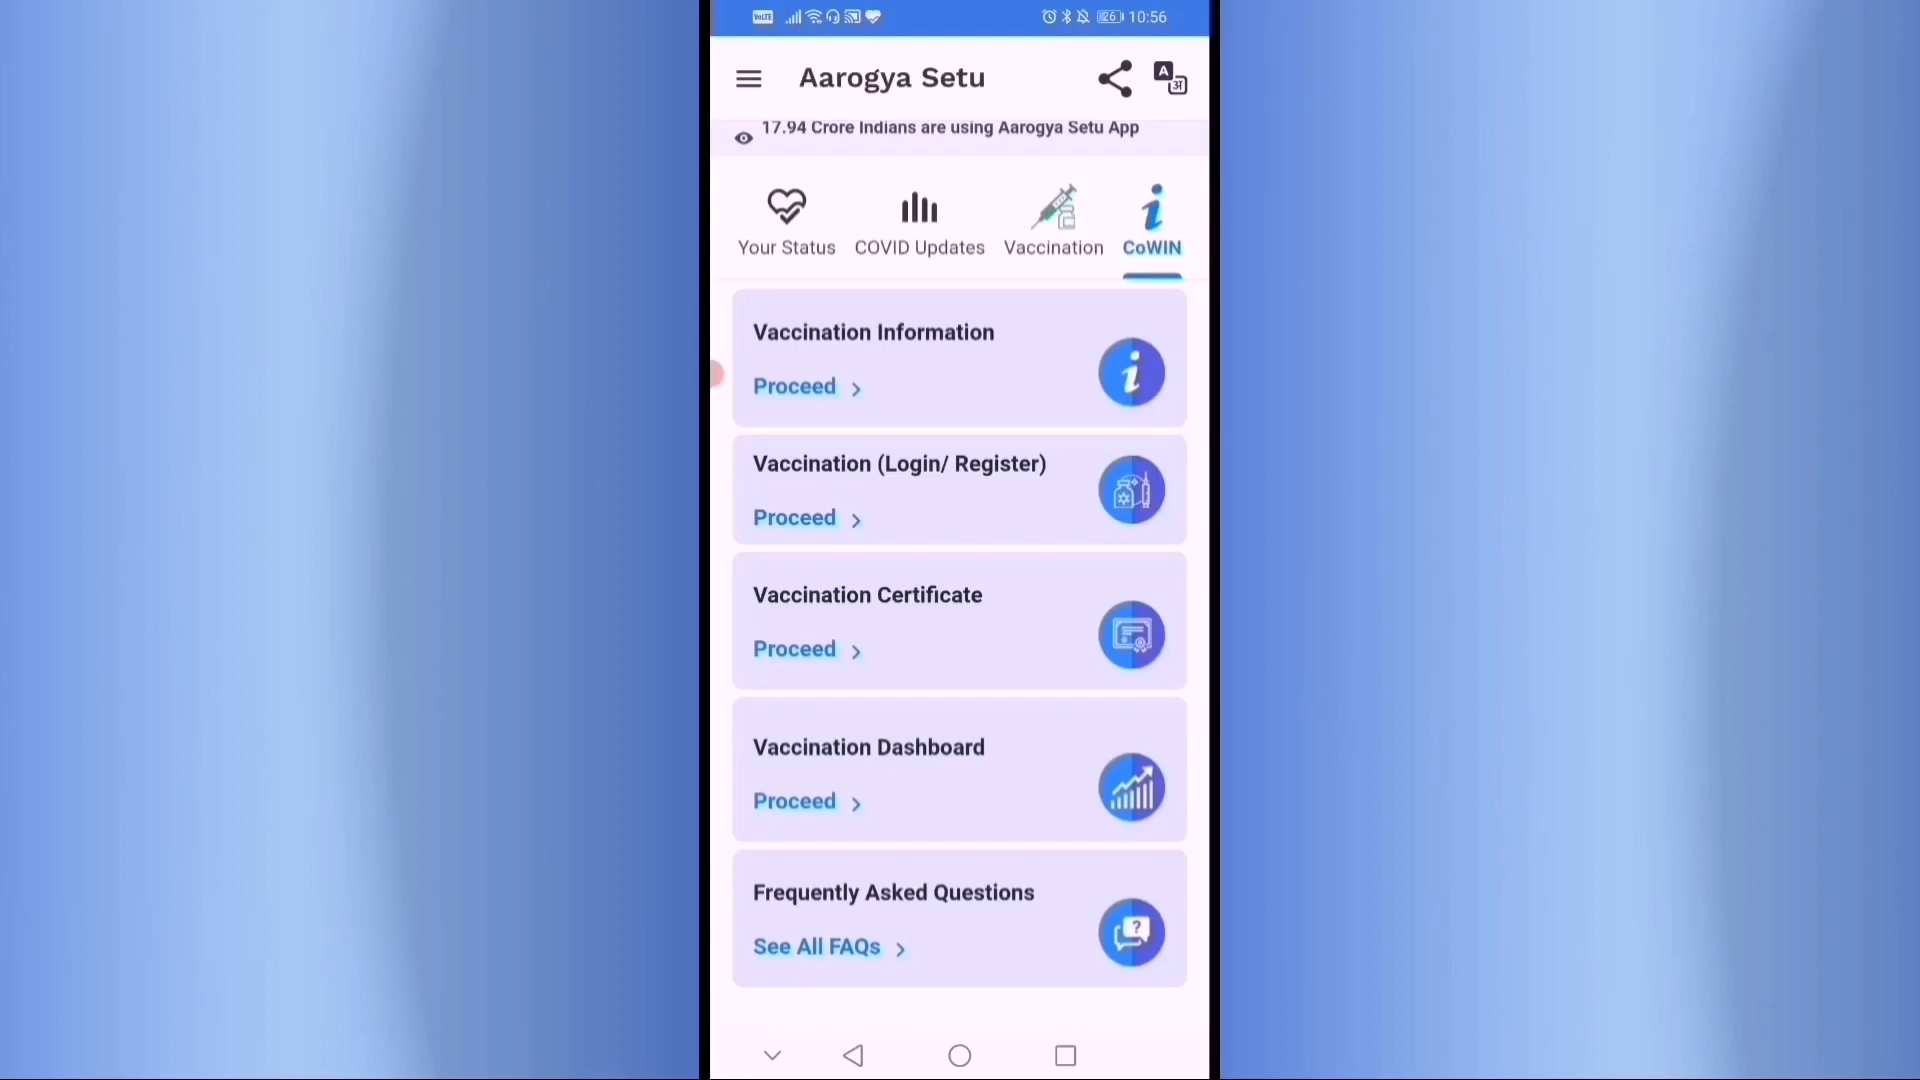 VoLTE 26 10:56
Aarogya Setu
A अ
17.94 Crore Indians are using Aarogya Setu App
Your Status COVID Updates Vaccination CoWIN
Vaccination Information
Proceed
Vaccination (Login/ Register)
Proceed
Vaccination Certificate
Proceed
Vaccination Dashboard
Proceed
Frequently Asked Questions
See All FAQs